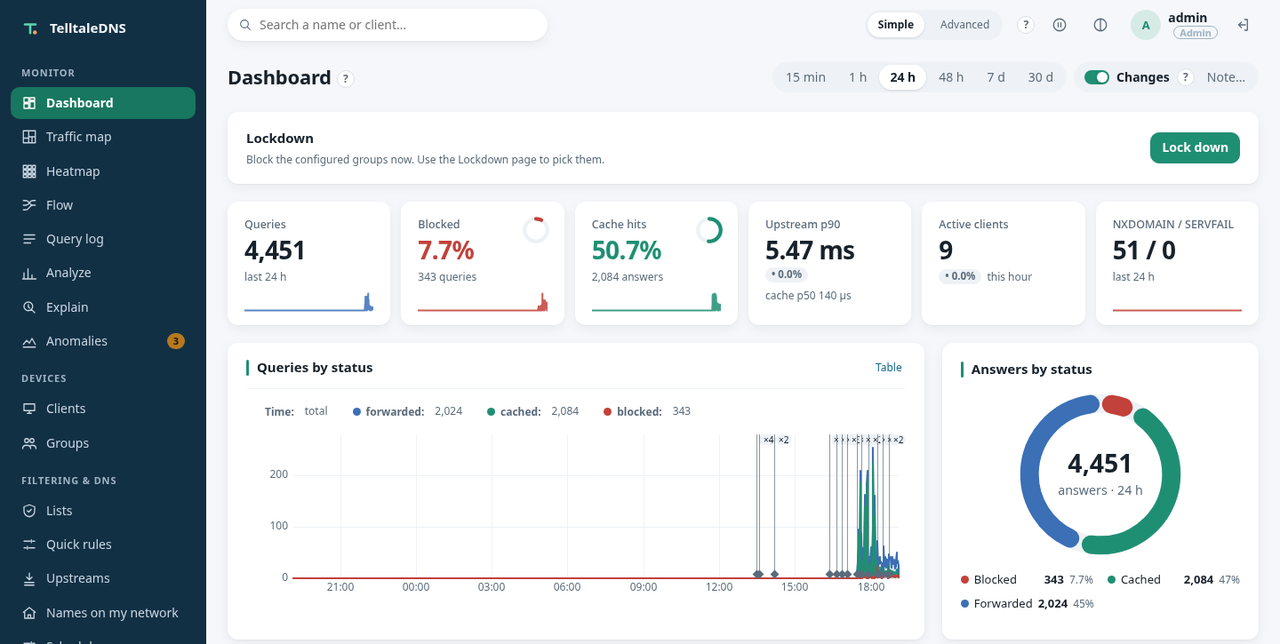 TelltaleDNS
MONITOR
Dashboard
Traffic map
Heatmap
Flow
Query log
Analyze
Explain
Anomalies 3
DEVICES
Clients
Groups
FILTERING & DNS
Lists
Quick rules
Upstreams
Names on my network
Search a name or client...
Simple Advanced ? A admin
Admin
Dashboard ? 15 min 1 h 24 h 48 h 7 d 30 d Changes ? Note...
Lockdown
Block the configured groups now. Use the Lockdown page to pick them.
Lock down
Queries
4,451
last 24 h
Blocked
7.7%
343 queries
Cache hits
50.7%
2,084 answers
Upstream p90
5.47 ms
• 0.0%
cache p50 140 µs
Active clients
9
• 0.0% this hour
NXDOMAIN / SERVFAIL
51 / 0
last 24 h
Queries by status Table
Time: total forwarded: 2,024 cached: 2,084 blocked: 343
×4 ×2 ×2
200
100
0
21:00 00:00 03:00 06:00 09:00 12:00 15:00 18:00
Answers by status
4,451
answers · 24 h
Blocked 343 7.7% Cached 2,084 47%
Forwarded 2,024 45%